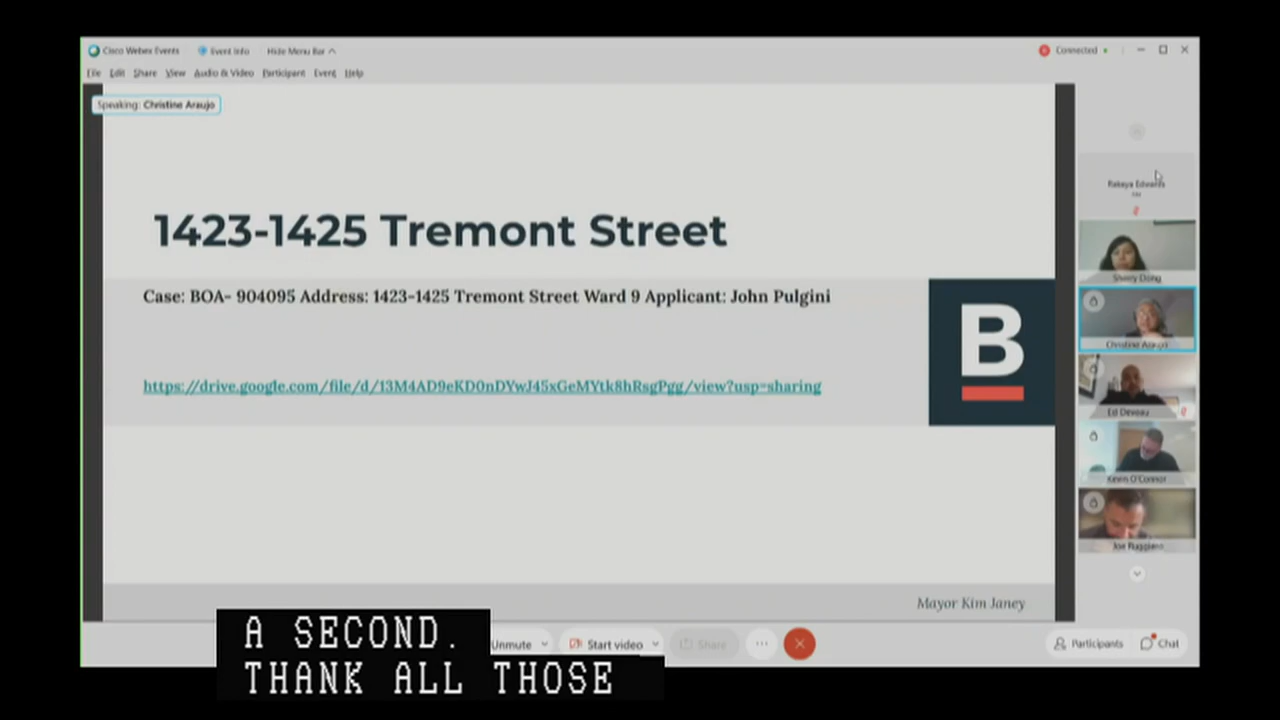 Cisco Webex Events
Event Info
Hide Menu Bar
Connected
File Edit Share View Audio & Video Participant Event Help
Speaking: Christine Araujo
1423-1425 Tremont Street
Case: BOA- 904095 Address: 1423-1425 Tremont Street Ward 9 Applicant: John Pulgini
https://drive.google.com/file/d/13M4AD9eKD0nDYwJ45xGeMYtk8hRsgPgg/view?usp=sharing
B
Rekeya Edwards
Sherry Dong
Christine Araujo
Ed Deveau
Kevin O'Connor
Joe Ruggiero
Mayor Kim Janey
Unmute
Start video
Share
Participants
Chat
A SECOND.
THANK ALL THOSE